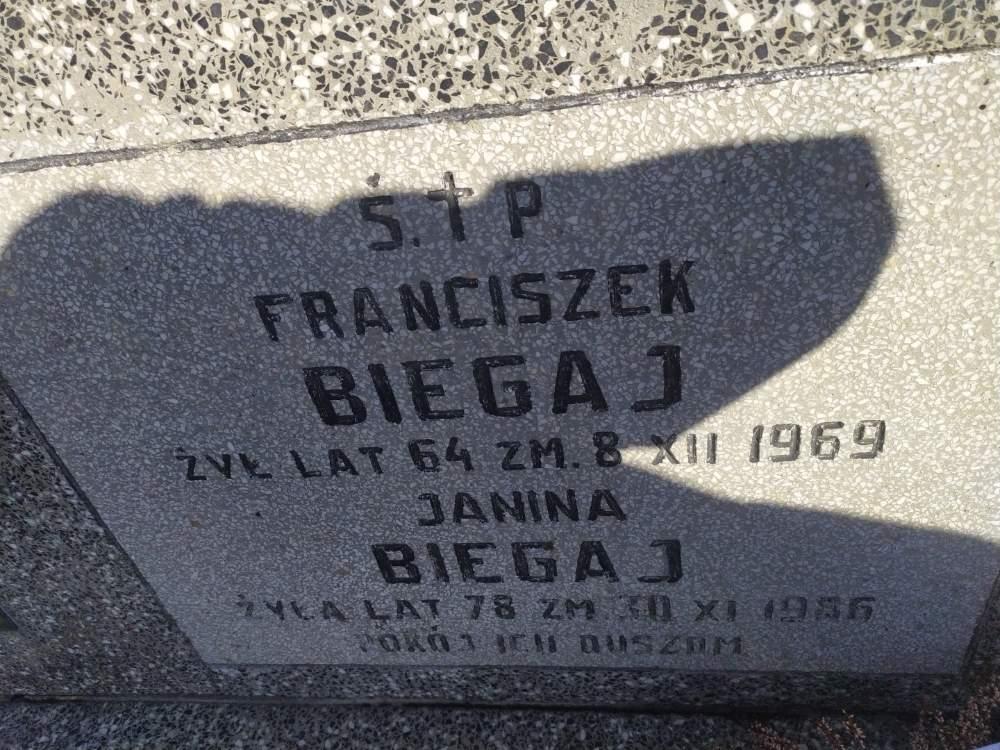 Ś. † P.
FRANCISZEK
BIEGAJ
ŻYŁ LAT 64 ZM. 8 XII 1969
JANINA
BIEGAJ
ŻYŁA LAT 78 ZM. 30 XI 1986
POKÓJ ICH DUSZOM